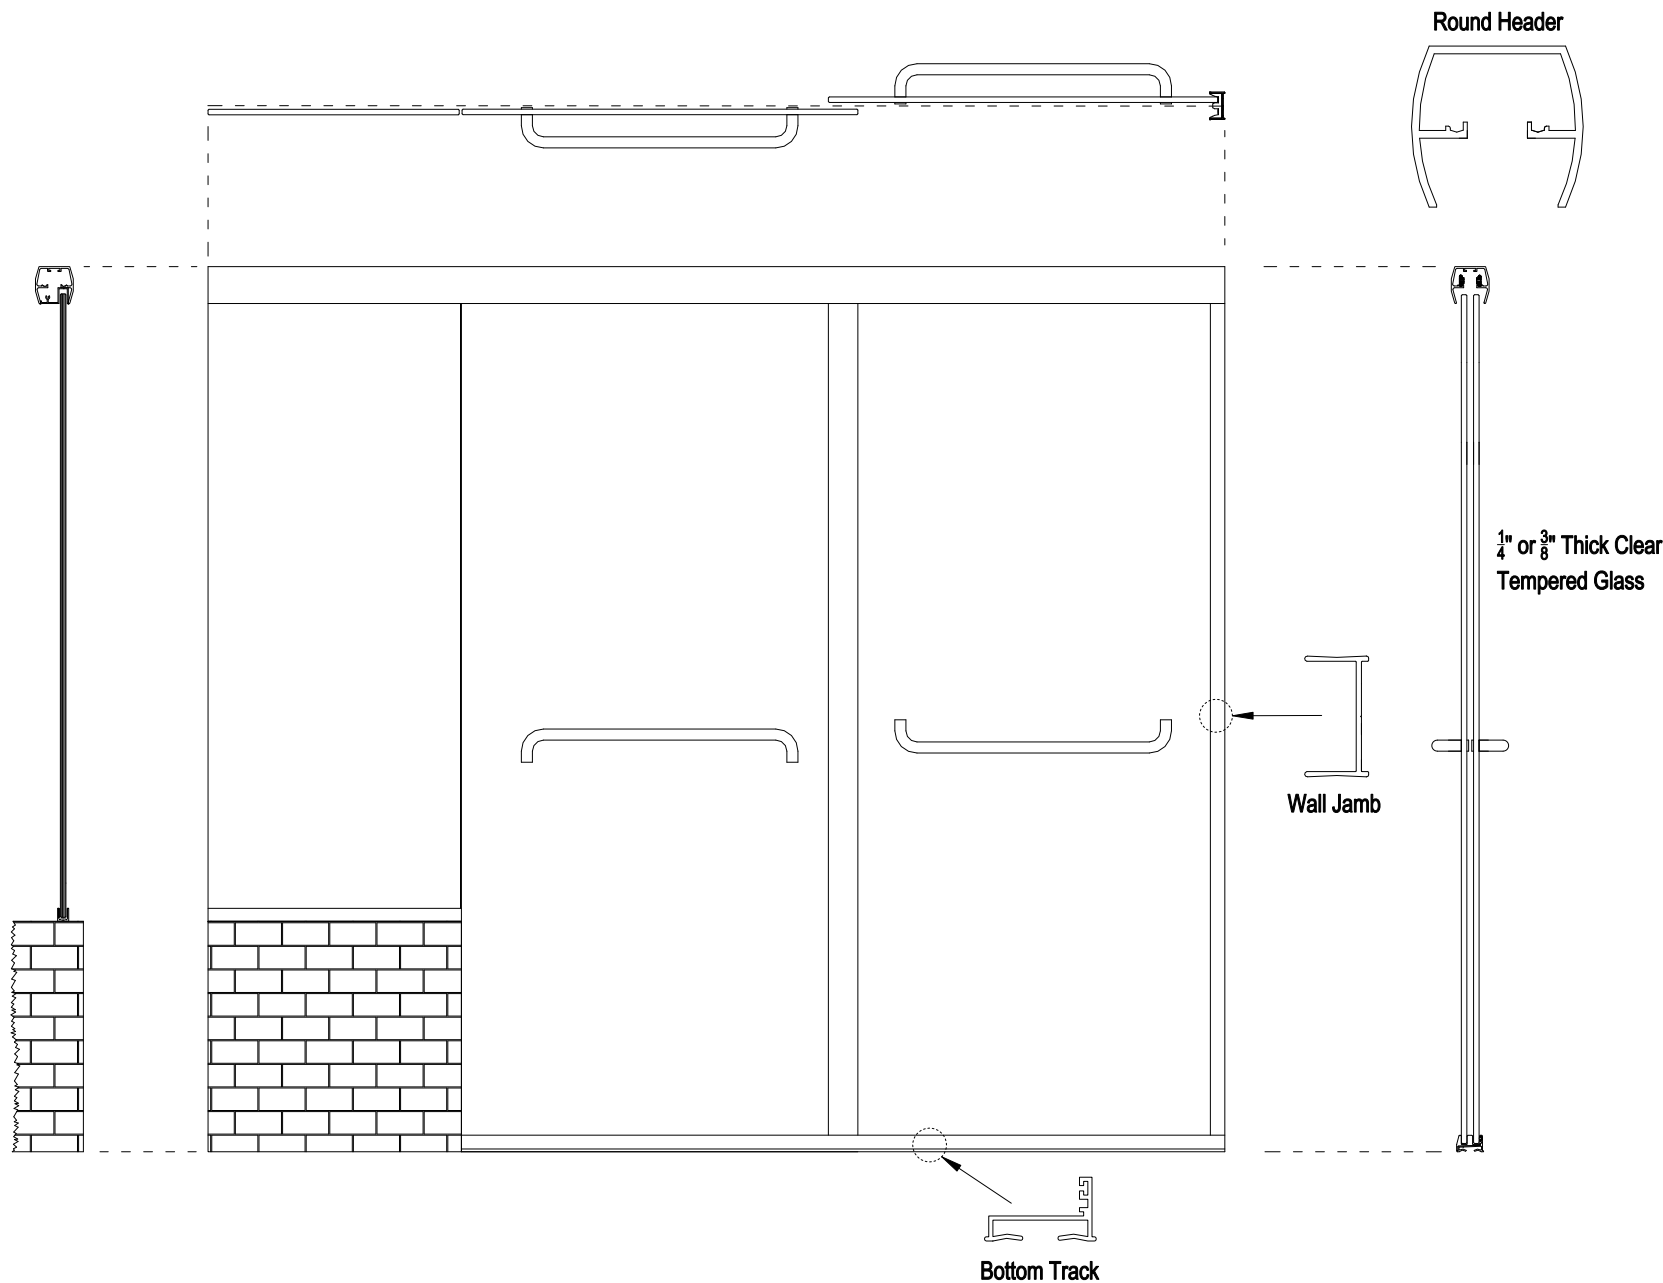 Round Header
1/4" or 3/8" Thick Clear
Tempered Glass
Wall Jamb
Bottom Track